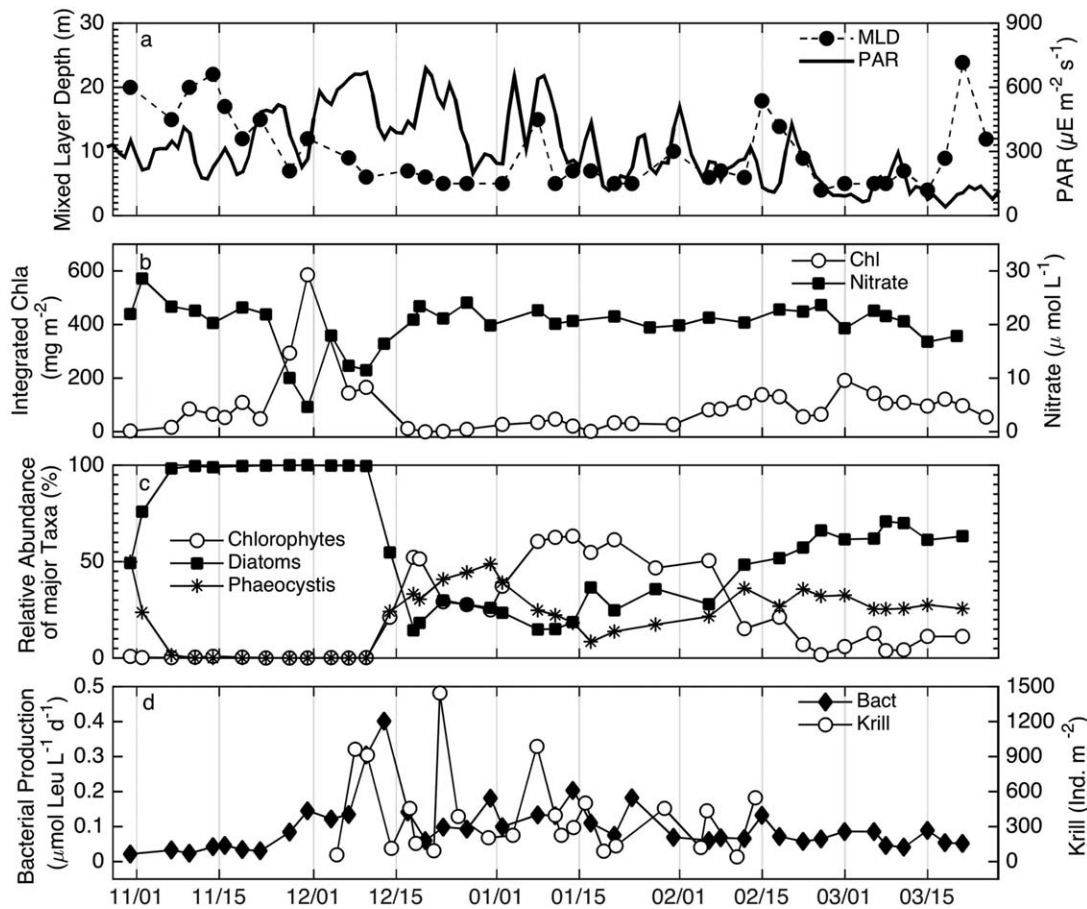 a
Mixed Layer Depth (m)
30
20
10
0
MLD
PAR
900
600
300
0
PAR (µE m⁻² s⁻¹)
b
Integrated Chla
(mg m⁻²)
600
400
200
0
Chl
Nitrate
30
20
10
0
Nitrate (µ mol L⁻¹)
c
Relative Abundance
of major Taxa (%)
100
50
0
Chlorophytes
Diatoms
Phaeocystis
d
Bacterial Production
(µmol Leu L⁻¹ d⁻¹)
0.5
0.4
0.3
0.2
0.1
0
Bact
Krill
1500
1200
900
600
300
0
Krill (Ind. m⁻²)
11/01 11/15 12/01 12/15 01/01 01/15 02/01 02/15 03/01 03/15